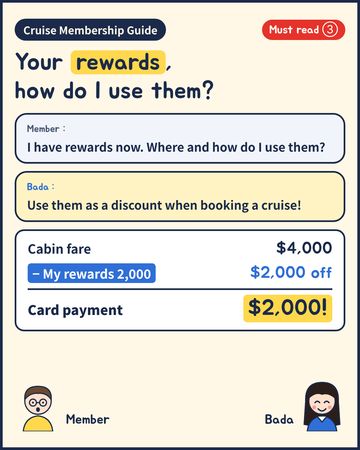 Cruise Membership Guide
Must read ③
Your rewards,
how do I use them?
Member :
I have rewards now. Where and how do I use them?
Bada :
Use them as a discount when booking a cruise!
Cabin fare $4,000
− My rewards 2,000 $2,000 off
Card payment $2,000!
Member
Bada